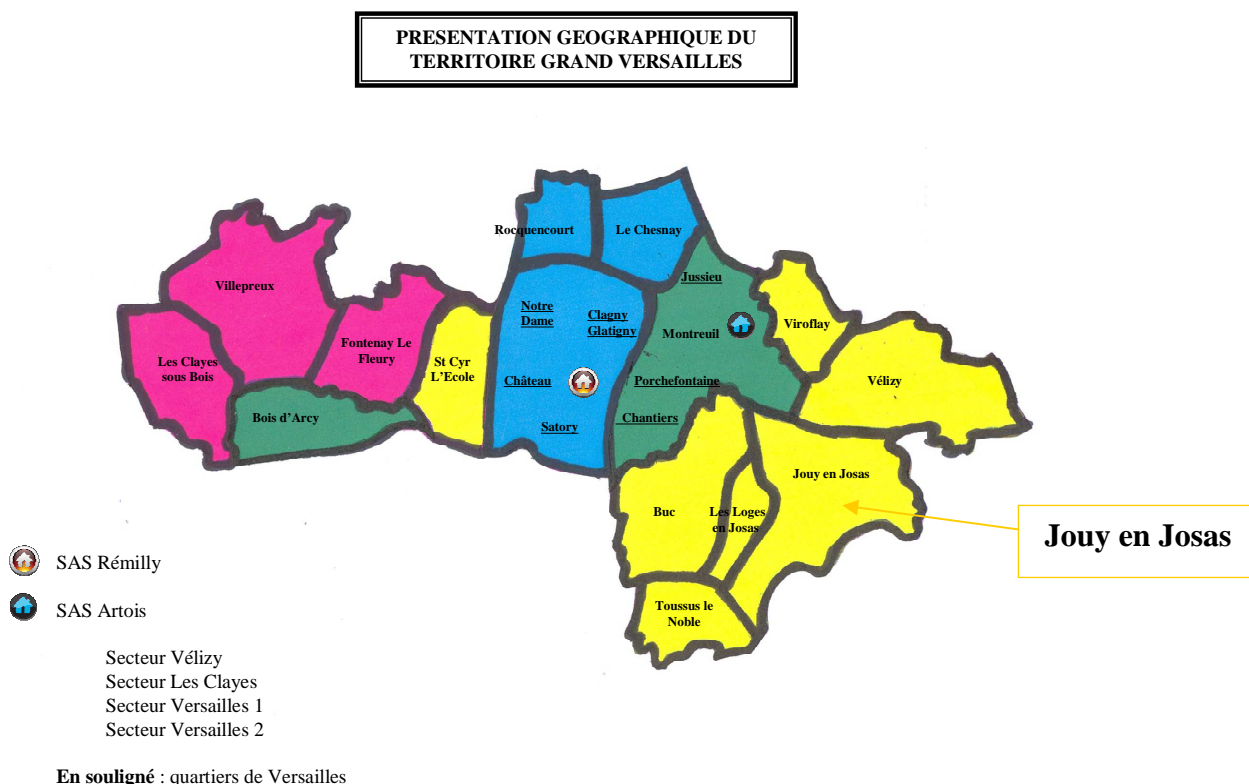 PRESENTATION GEOGRAPHIQUE DU
TERRITOIRE GRAND VERSAILLES
Rocquencourt
Le Chesnay
Jussieu
Villepreux
Notre
Dame
Clagny
Glatigny
Montreuil
Viroflay
Fontenay Le
Fleury
Les Clayes
sous Bois
St Cyr
L'Ecole
Château
Porchefontaine
Vélizy
Bois d'Arcy
Satory
Chantiers
Jouy en Josas
Buc
Les Loges
en Josas
Jouy en Josas
Toussus le
Noble
SAS Rémilly
SAS Artois
Secteur Vélizy
Secteur Les Clayes
Secteur Versailles 1
Secteur Versailles 2
En souligné : quartiers de Versailles